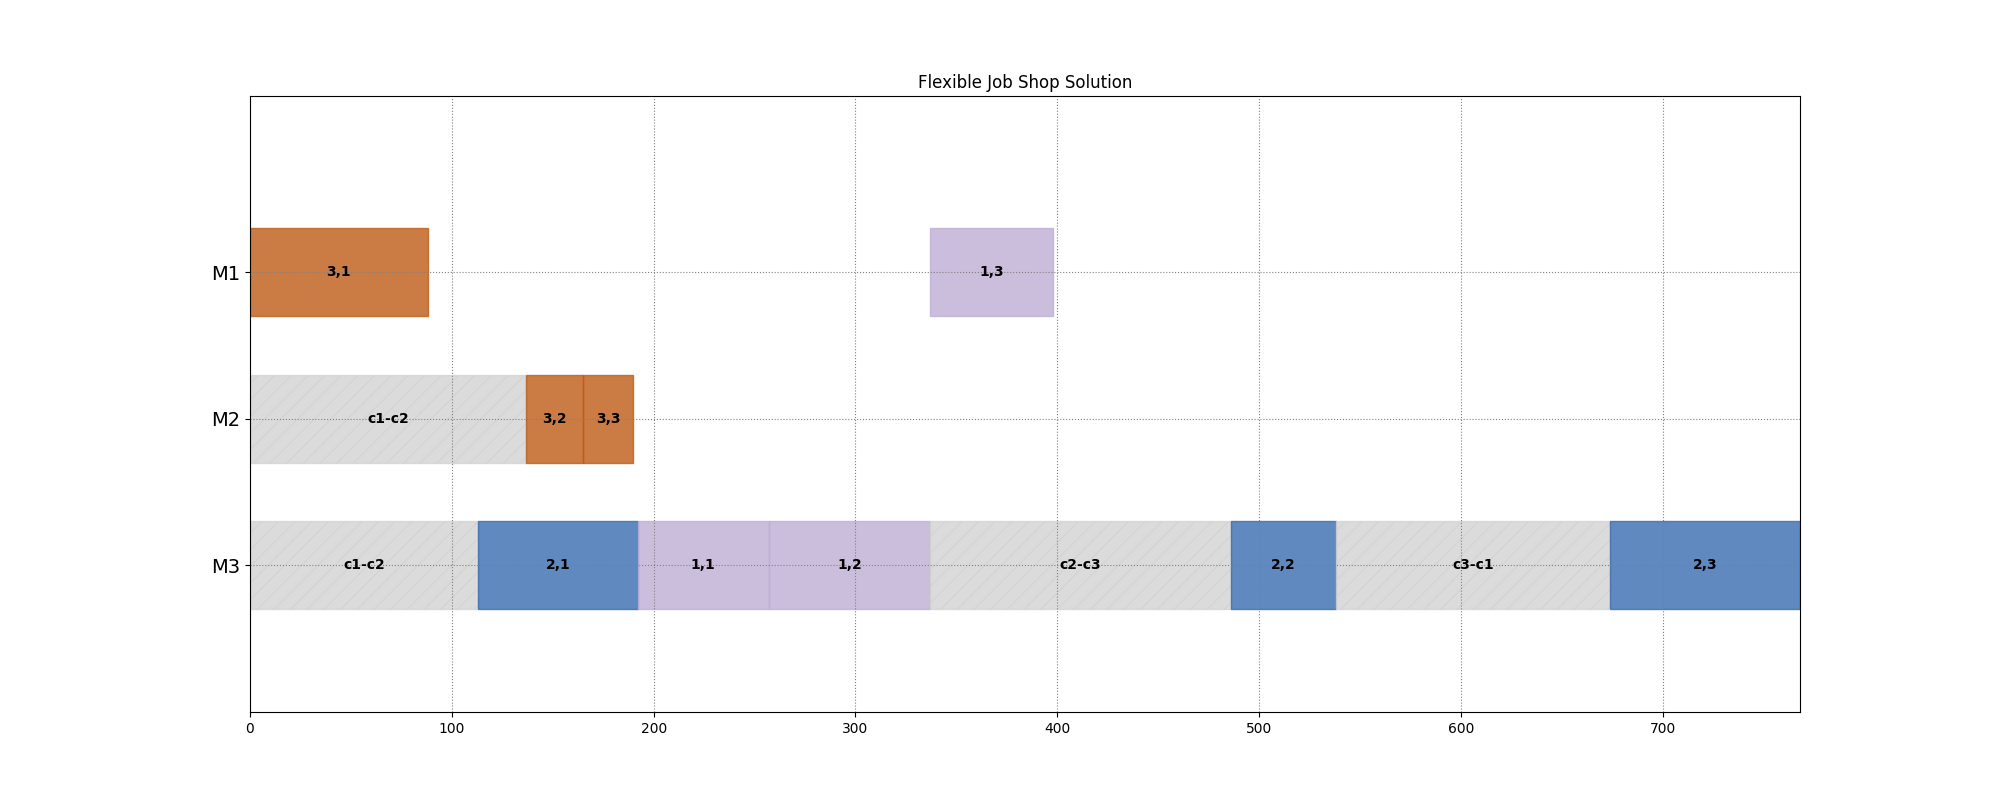 Flexible Job Shop Solution
M1
3,1
1,3
M2
c1-c2
3,2
3,3
M3
c1-c2
2,1
1,1
1,2
c2-c3
2,2
c3-c1
2,3
0
100
200
300
400
500
600
700